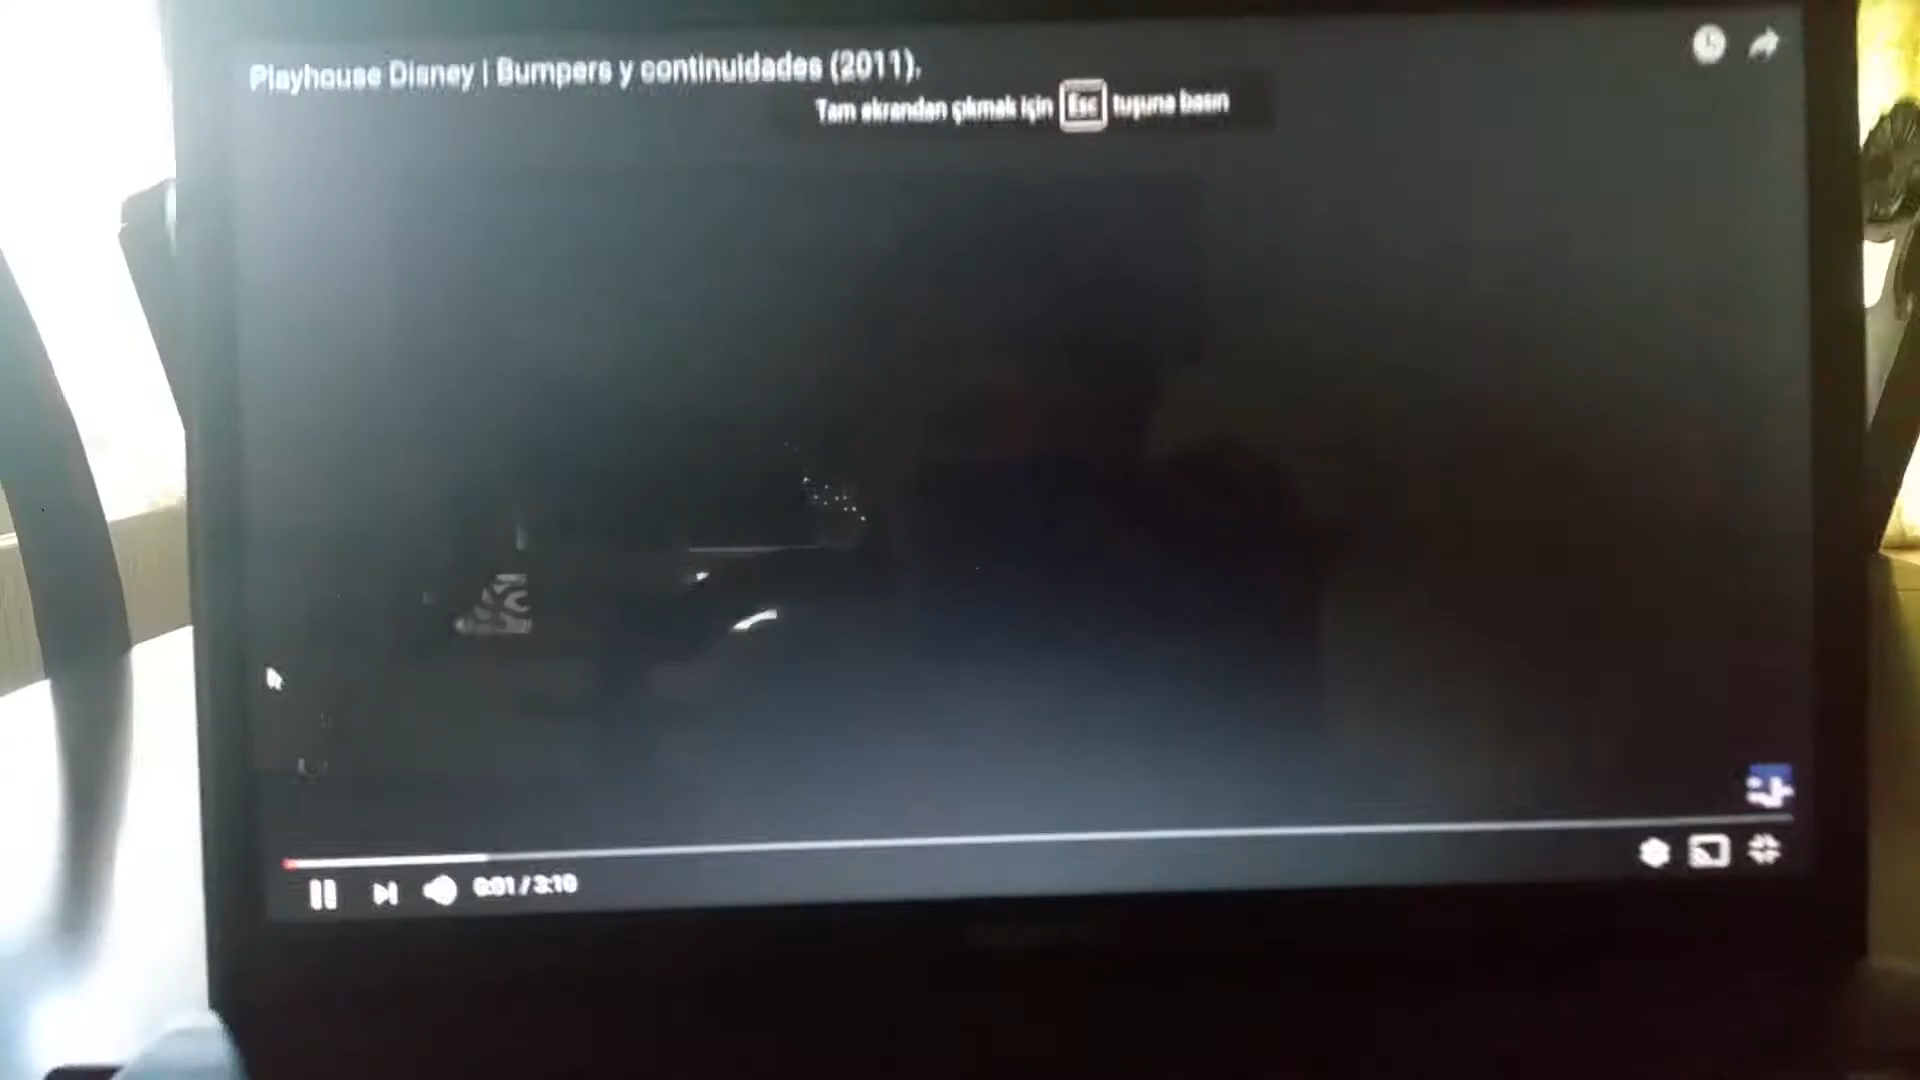 Playhouse Disney | Bumpers y continuidades (2011).
Tam ekrandan çıkmak için Esc tuşuna basın
0:01 / 3:10